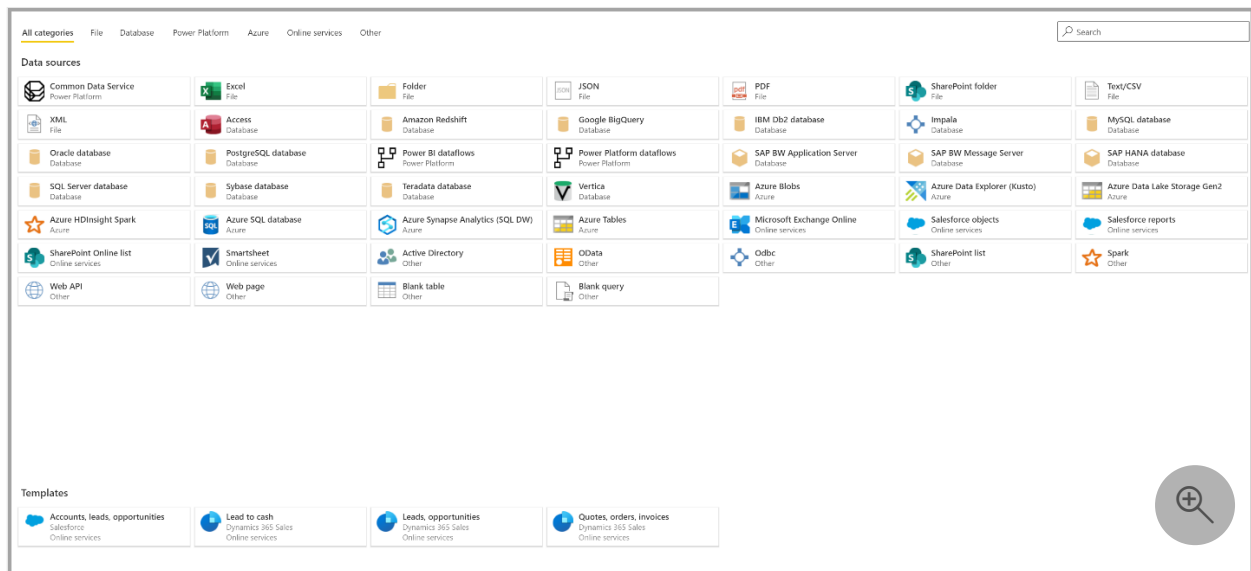 All categories File Database Power Platform Azure Online services Other
Search
Data sources
Common Data Service
Power Platform
Excel
File
Folder
File
JSON
JSON
File
pdf
PDF
File
S
SharePoint folder
File
Text/CSV
File
XML
File
A
Access
Database
Amazon Redshift
Database
Google BigQuery
Database
IBM Db2 database
Database
Impala
Database
MySQL database
Database
Oracle database
Database
PostgreSQL database
Database
Power BI dataflows
Power Platform
Power Platform dataflows
Power Platform
SAP BW Application Server
Database
SAP BW Message Server
Database
SAP HANA database
Database
SQL Server database
Database
Sybase database
Database
Teradata database
Database
Vertica
Database
Azure Blobs
Azure
Azure Data Explorer (Kusto)
Azure
Azure Data Lake Storage Gen2
Azure
Azure HDInsight Spark
Azure
SQL
Azure SQL database
Azure
Azure Synapse Analytics (SQL DW)
Azure
Azure Tables
Azure
E
Microsoft Exchange Online
Online services
Salesforce objects
Online services
Salesforce reports
Online services
S
SharePoint Online list
Online services
Smartsheet
Online services
Active Directory
Other
OData
Other
Odbc
Other
S
SharePoint list
Other
Spark
Other
Web API
Other
Web page
Other
Blank table
Other
Blank query
Other
Templates
Accounts, leads, opportunities
Salesforce
Online services
Lead to cash
Dynamics 365 Sales
Online services
Leads, opportunities
Dynamics 365 Sales
Online services
Quotes, orders, invoices
Dynamics 365 Sales
Online services